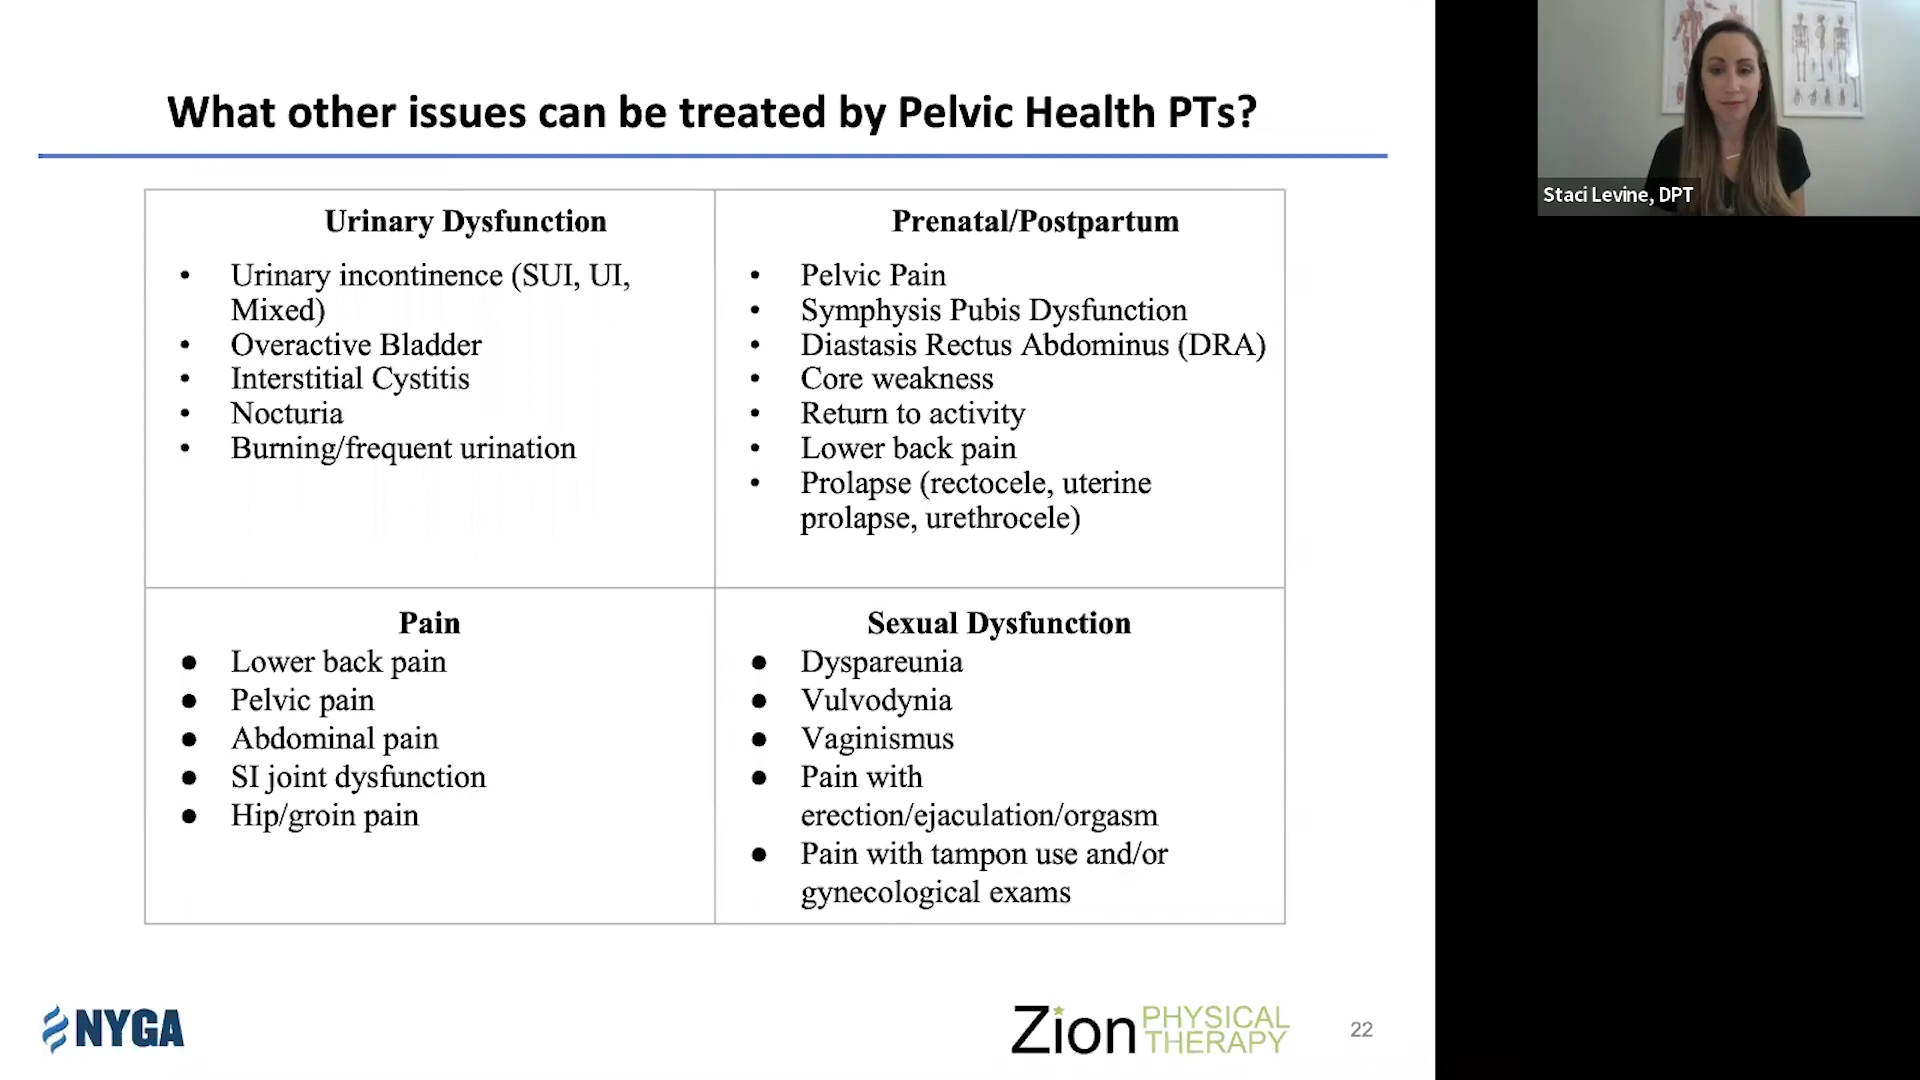 What other issues can be treated by Pelvic Health PTs?
Urinary Dysfunction
• Urinary incontinence (SUI, UI,
Mixed)
• Overactive Bladder
• Interstitial Cystitis
• Nocturia
• Burning/frequent urination
Prenatal/Postpartum
• Pelvic Pain
• Symphysis Pubis Dysfunction
• Diastasis Rectus Abdominus (DRA)
• Core weakness
• Return to activity
• Lower back pain
• Prolapse (rectocele, uterine
prolapse, urethrocele)
Pain
● Lower back pain
● Pelvic pain
● Abdominal pain
● SI joint dysfunction
● Hip/groin pain
Sexual Dysfunction
● Dyspareunia
● Vulvodynia
● Vaginismus
● Pain with
erection/ejaculation/orgasm
● Pain with tampon use and/or
gynecological exams
NYGA
Zion PHYSICAL
THERAPY
22
Staci Levine, DPT